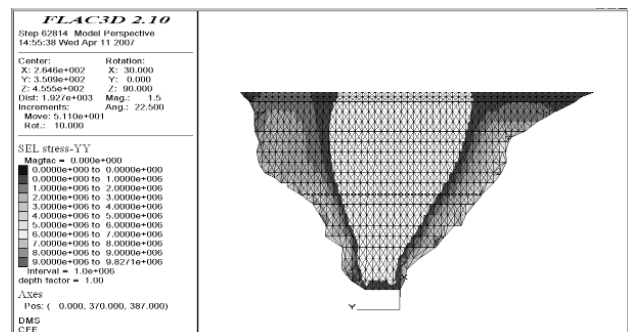 FLAC3D 2.10
Step 62814 Model Perspective
14:55:38 Wed Apr 11 2007
Center: Rotation:
X: 2.646e+002 X: 30.000
Y: 3.509e+002 Y: 0.000
Z: 4.555e+002 Z: 90.000
Dist: 1.927e+003 Mag.: 1.5
Increments: Ang.: 22.500
Move: 5.110e+001
Rot.: 10.000
SEL stress-YY
Magfac = 0.000e+000
0.0000e+000 to 0.0000e+000
0.0000e+000 to 1.0000e+006
1.0000e+006 to 2.0000e+006
2.0000e+006 to 3.0000e+006
3.0000e+006 to 4.0000e+006
4.0000e+006 to 5.0000e+006
5.0000e+006 to 6.0000e+006
6.0000e+006 to 7.0000e+006
7.0000e+006 to 8.0000e+006
8.0000e+006 to 9.0000e+006
9.0000e+006 to 9.8271e+006
Interval = 1.0e+006
depth factor = 1.00
Axes
Pos: ( 0.000, 370.000, 387.000)
DMS
CFE
Y